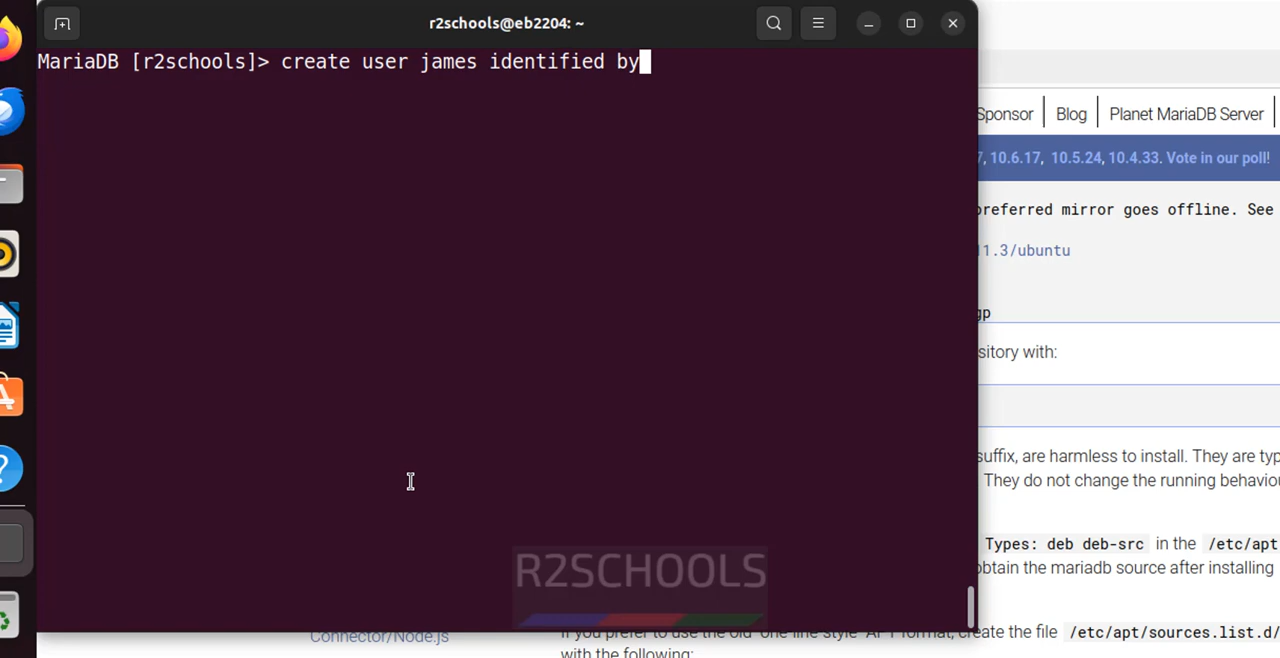 r2schools@eb2204: ~
MariaDB [r2schools]> create user james identified by
Sponsor
Blog
Planet MariaDB Server
7, 10.6.17, 10.5.24, 10.4.33. Vote in our poll!
preferred mirror goes offline. See
11.3/ubuntu
gp
sitory with:
suffix, are harmless to install. They are typ
They do not change the running behaviou
Types: deb deb-src in the /etc/apt
obtain the mariadb source after installing
R2SCHOOLS
Connector/Node.js
If you prefer to use the old one line style APT format, create the file /etc/apt/sources.list.d/
with the following: